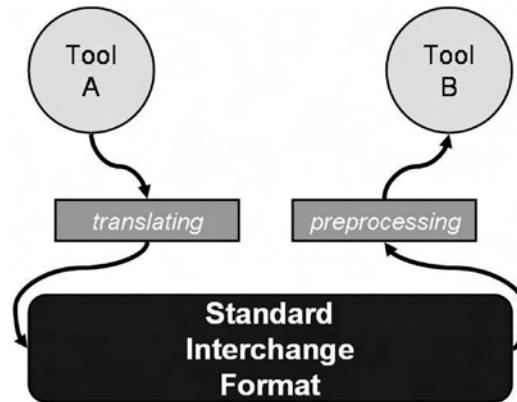 Tool
A
Tool
B
translating
preprocessing
Standard
Interchange
Format